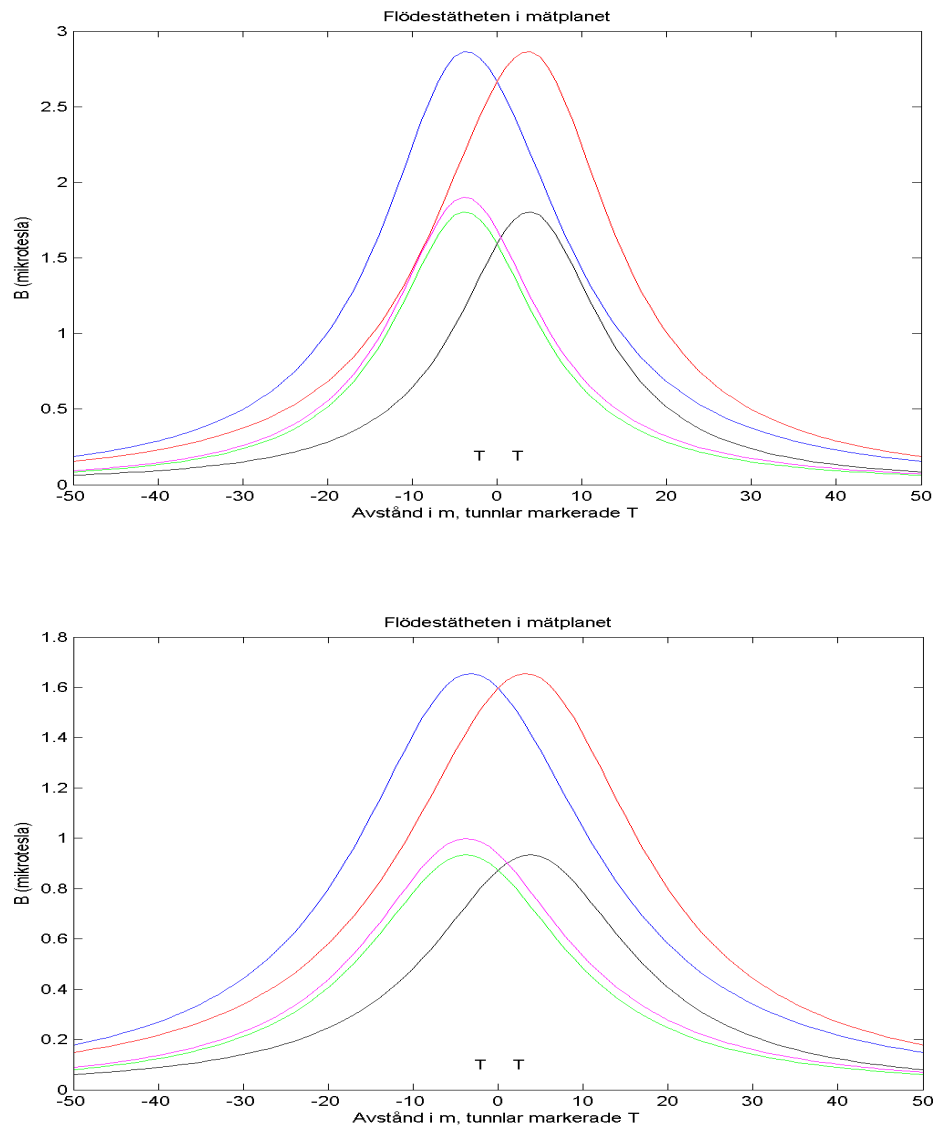 Flödestätheten i mätplanet
3
2.5
2
1.5
1
0.5
0
B (mikrotesla)
T T
-50 -40 -30 -20 -10 0 10 20 30 40 50
Avstånd i m, tunnlar markerade T
Flödestätheten i mätplanet
1.8
1.6
1.4
1.2
1
0.8
0.6
0.4
0.2
0
B (mikrotesla)
T T
-50 -40 -30 -20 -10 0 10 20 30 40 50
Avstånd i m, tunnlar markerade T